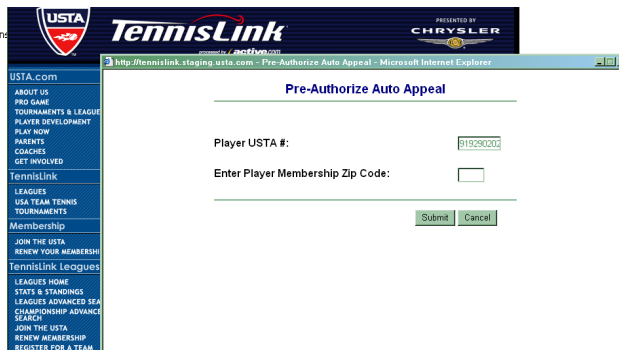 USTA
TennisLink
PRESENTED BY
CHRYSLER
processed by active.com
http://tennislink.staging.usta.com - Pre-Authorize Auto Appeal - Microsoft Internet Explorer
Pre-Authorize Auto Appeal
Player USTA #:
919290202
Enter Player Membership Zip Code:
Submit Cancel
USTA.com
ABOUT US
PRO GAME
TOURNAMENTS & LEAGUE
PLAYER DEVELOPMENT
PLAY NOW
PARENTS
COACHES
GET INVOLVED
TennisLink
LEAGUES
USA TEAM TENNIS
TOURNAMENTS
Membership
JOIN THE USTA
RENEW YOUR MEMBERSHI
TennisLink Leagues
LEAGUES HOME
STATS & STANDINGS
LEAGUES ADVANCED SEA
CHAMPIONSHIP ADVANCE
SEARCH
JOIN THE USTA
RENEW MEMBERSHIP
REGISTER FOR A TEAM